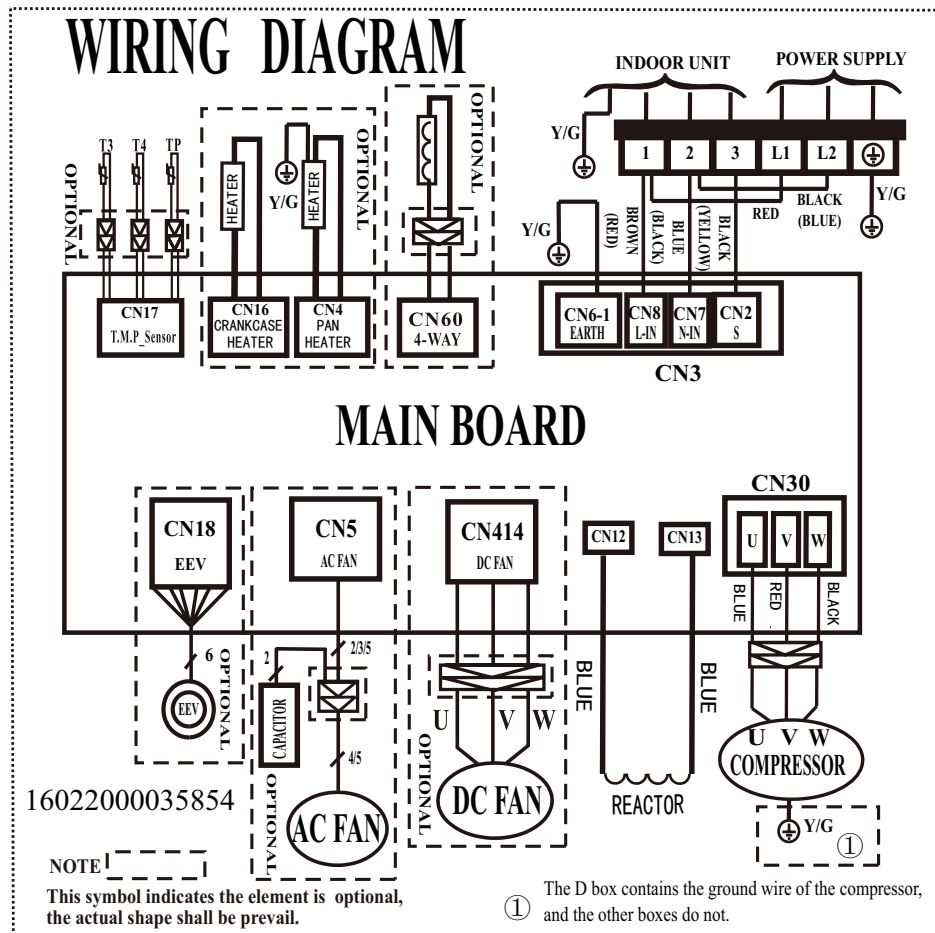 WIRING DIAGRAM
INDOOR UNIT
POWER SUPPLY
T3
T4
TP
OPTIONAL
HEATER
Y/G
HEATER
OPTIONAL
OPTIONAL
Y/G
1
2
3
L1
L2
Y/G
RED
BLACK
(BLUE)
Y/G
(RED)
BROWN
(BLACK)
BLUE
(YELLOW)
BLACK
CN17
T.M.P_Sensor
CN16
CRANKCASE
HEATER
CN4
PAN
HEATER
CN60
4-WAY
CN6-1
EARTH
CN8
L-IN
CN7
N-IN
CN2
S
CN3
MAIN BOARD
CN18
EEV
CN5
AC FAN
CN414
DC FAN
CN12
CN13
CN30
U
V
W
BLUE
RED
BLACK
6
EEV
OPTIONAL
2
2/3/5
CAPACITOR
4/5
OPTIONAL
AC FAN
U
V
W
OPTIONAL
DC FAN
BLUE
BLUE
REACTOR
U V W
COMPRESSOR
Y/G
①
16022000035854
NOTE
This symbol indicates the element is optional,
the actual shape shall be prevail.
① The D box contains the ground wire of the compressor,
and the other boxes do not.